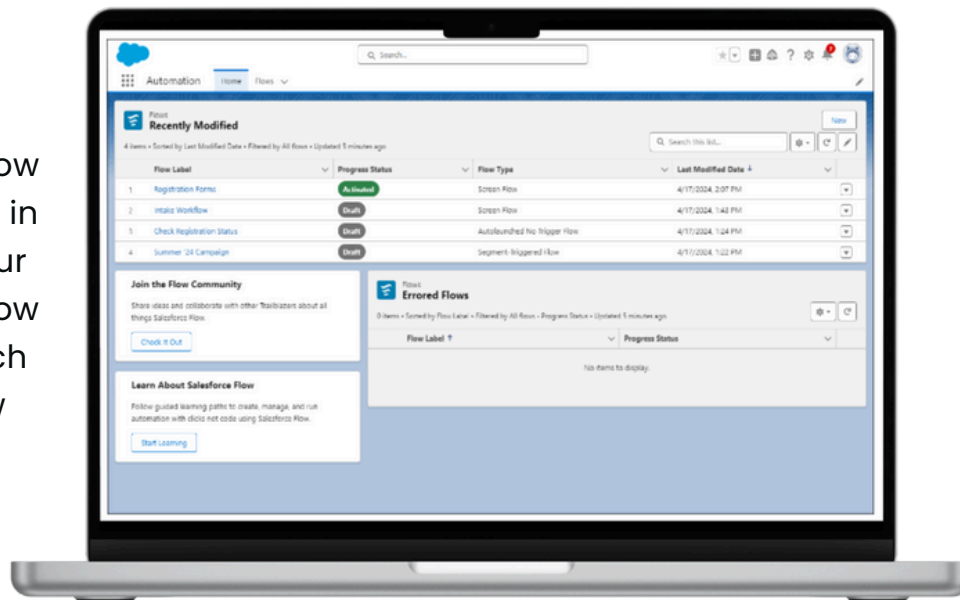 ow
in
ur
ow
ch
Search...
Automation
Home
Flows
Flows
Recently Modified
New
4 items • Sorted by Last Modified Date • Filtered by All flows • Updated 5 minutes ago
Search this list...
Flow Label
Progress Status
Flow Type
Last Modified Date ↓
1 Registration Forms Activated Screen Flow 4/17/2024, 2:07 PM
2 Intake Workflow Draft Screen Flow 4/17/2024, 1:43 PM
3 Check Registration Status Draft Autolaunched No Trigger Flow 4/17/2024, 1:24 PM
4 Summer '24 Campaign Draft Segment-Triggered Flow 4/17/2024, 1:22 PM
Join the Flow Community
Share ideas and collaborate with other Trailblazers about all
things Salesforce Flow.
Check It Out
Learn About Salesforce Flow
Follow guided learning paths to create, manage, and run
automation with clicks not code using Salesforce Flow.
Start Learning
Flows
Errored Flows
0 items • Sorted by Flow Label • Filtered by All flows - Progress Status • Updated 5 minutes ago
Flow Label ↑
Progress Status
No items to display.